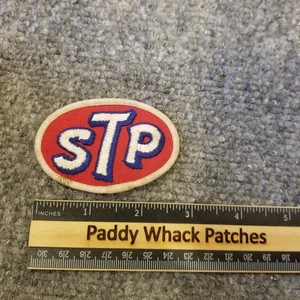 STP
INCHES 1 2 3 4 5
Paddy Whack Patches